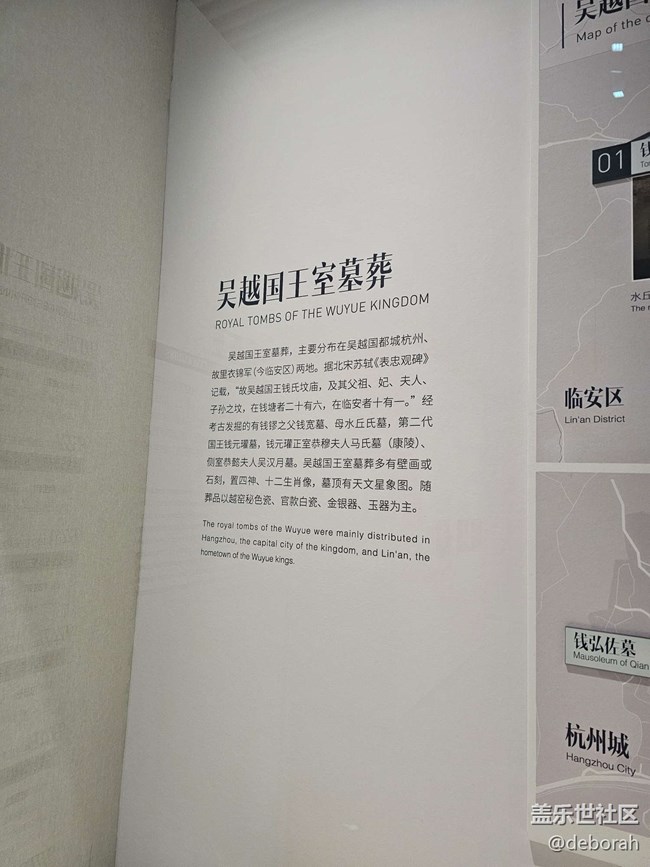 吴越国王室墓葬
ROYAL TOMBS OF THE WUYUE KINGDOM
吴越国王室墓葬，主要分布在吴越国都城杭州、
故里衣锦军（今临安区）两地。据北宋苏轼《表忠观碑》
记载，“故吴越国王钱氏坟庙，及其父祖、妃、夫人、
子孙之坟，在钱塘者二十有六，在临安者十有一。”经
考古发掘的有钱镠之父钱宽墓、母水丘氏墓，第二代
国王钱元瓘墓，钱元瓘正室恭穆夫人马氏墓（康陵）、
侧室恭懿夫人吴汉月墓。吴越国王室墓葬多有壁画或
石刻，置四神、十二生肖像，墓顶有天文星象图。随
葬品以越窑秘色瓷、官款白瓷、金银器、玉器为主。
The royal tombs of the Wuyue were mainly distributed in
Hangzhou, the capital city of the kingdom, and Lin'an, the
hometown of the Wuyue kings.
吴越国
Map of the
01
钱
水丘
The
临安区
Lin'an District
钱弘佐墓
Mausoleum of Qian
杭州城
Hangzhou City
盖乐世社区
@deborah